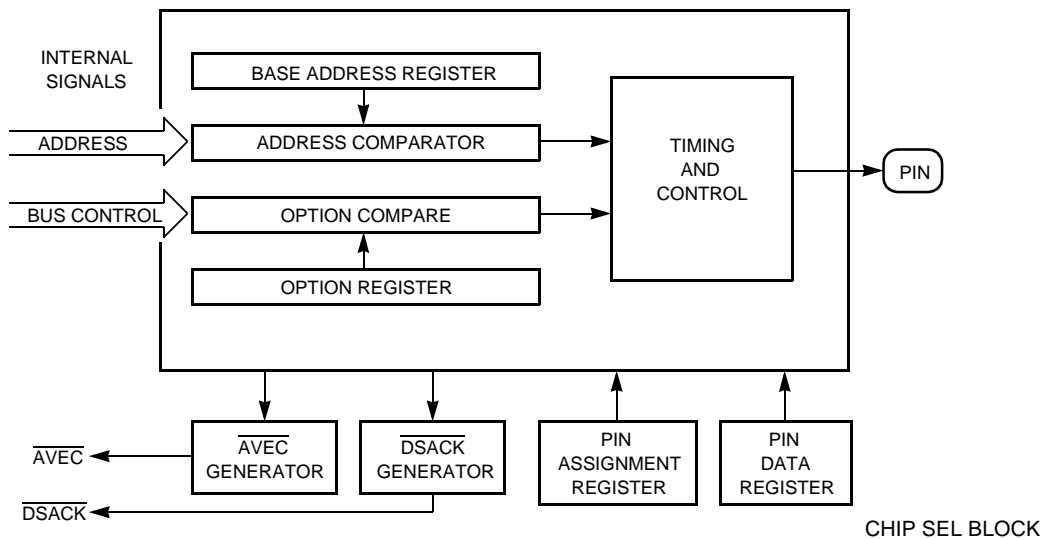 INTERNAL
SIGNALS
BASE ADDRESS REGISTER
ADDRESS
ADDRESS COMPARATOR
TIMING
AND
CONTROL
PIN
BUS CONTROL
OPTION COMPARE
OPTION REGISTER
AVEC
AVEC
GENERATOR
DSACK
GENERATOR
PIN
ASSIGNMENT
REGISTER
PIN
DATA
REGISTER
DSACK
CHIP SEL BLOCK